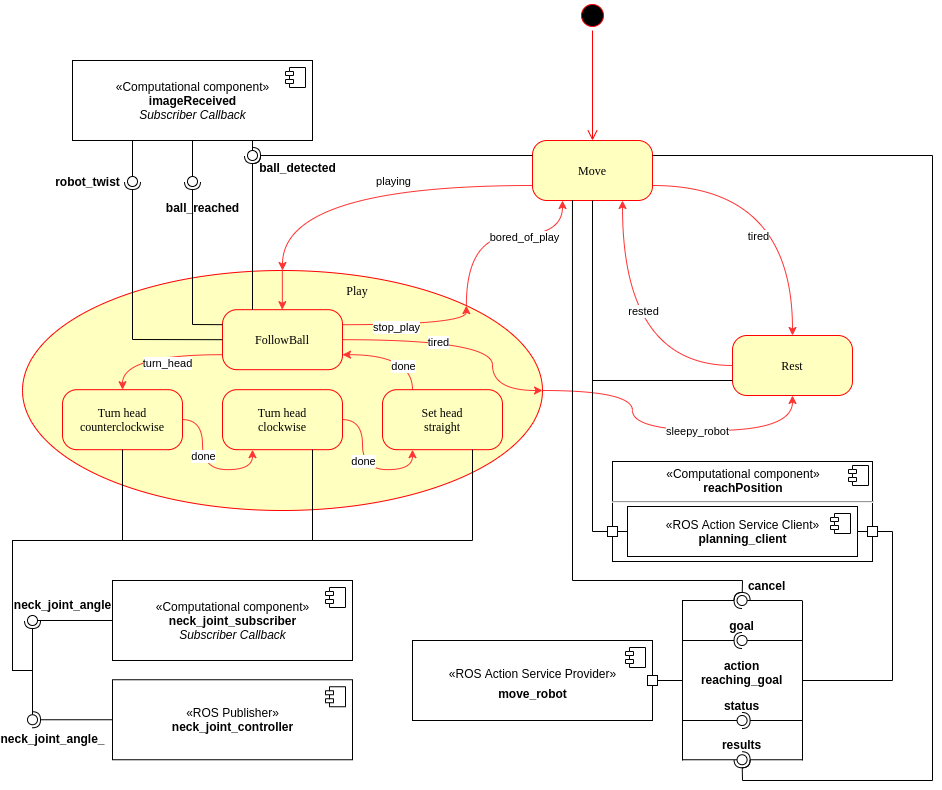 «Computational component»
imageReceived
Subscriber Callback
robot_twist
ball_reached
ball_detected
Move
playing
bored_of_play
tired
rested
Play
FollowBall
stop_play
tired
turn_head
done
Rest
Turn head
counterclockwise
Turn head
clockwise
Set head
straight
done
done
sleepy_robot
«Computational component»
reachPosition
«ROS Action Service Client»
planning_client
neck_joint_angle
«Computational component»
neck_joint_subscriber
Subscriber Callback
cancel
goal
action
reaching_goal
status
results
«ROS Action Service Provider»
move_robot
«ROS Publisher»
neck_joint_controller
neck_joint_angle_